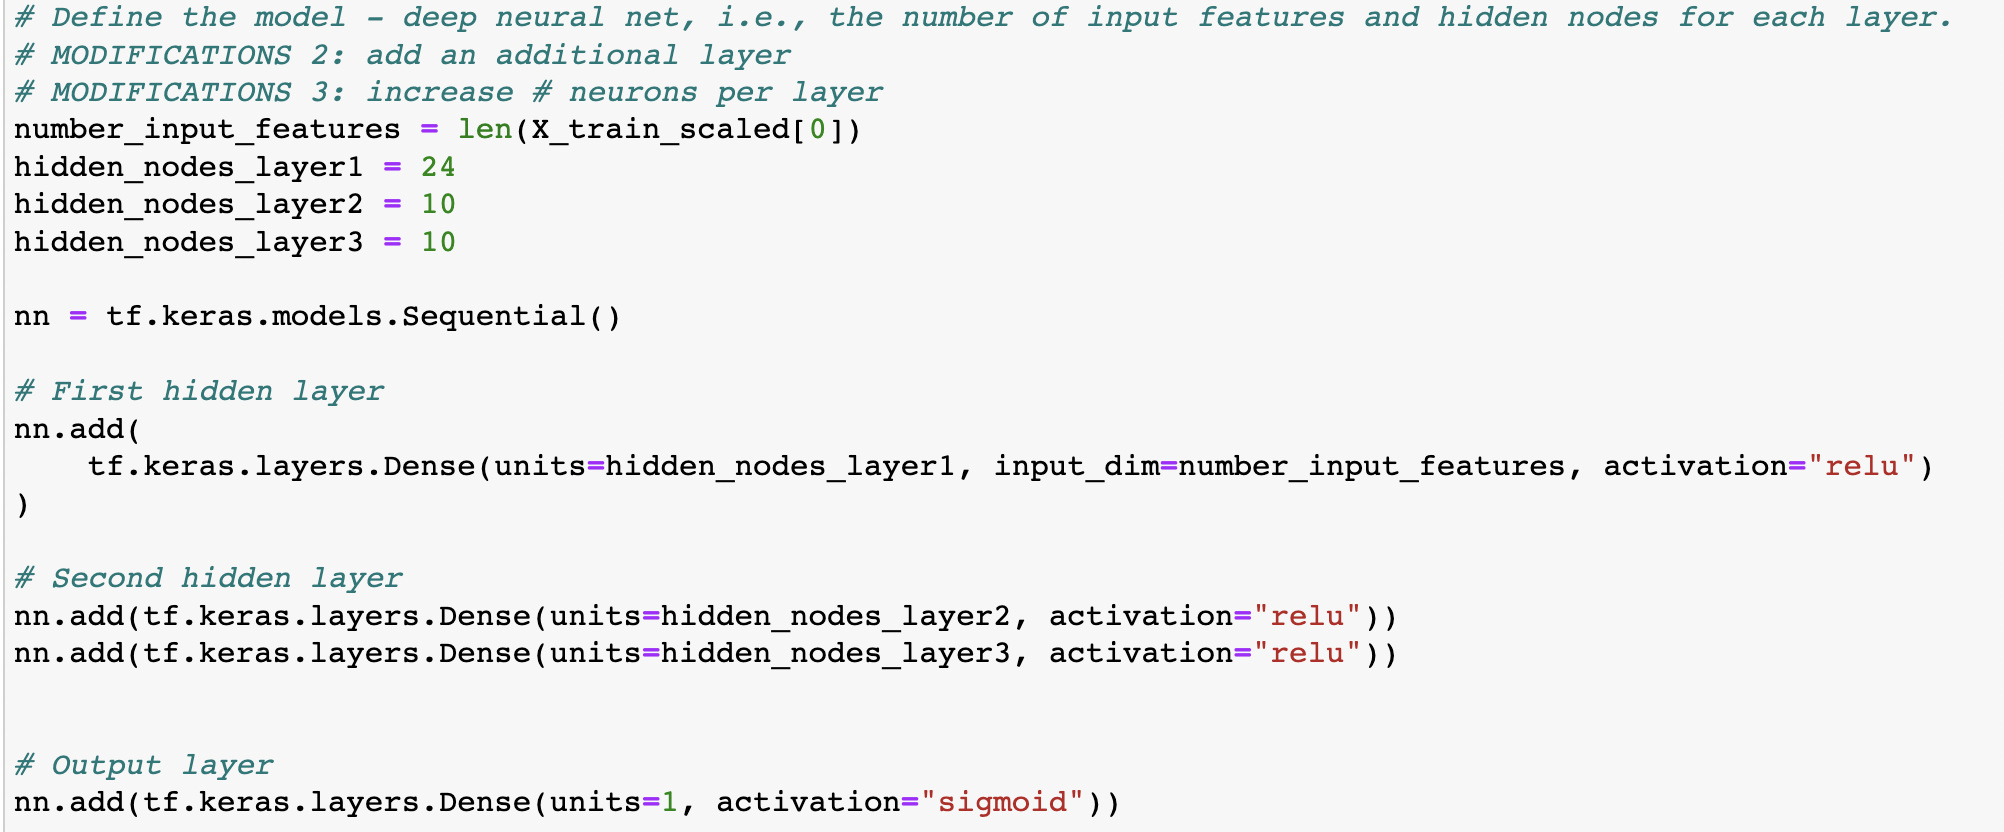 # Define the model - deep neural net, i.e., the number of input features and hidden nodes for each layer.
# MODIFICATIONS 2: add an additional layer
# MODIFICATIONS 3: increase # neurons per layer
number_input_features = len(X_train_scaled[0])
hidden_nodes_layer1 = 24
hidden_nodes_layer2 = 10
hidden_nodes_layer3 = 10
nn = tf.keras.models.Sequential()
# First hidden layer
nn.add(
    tf.keras.layers.Dense(units=hidden_nodes_layer1, input_dim=number_input_features, activation="relu")
)
# Second hidden layer
nn.add(tf.keras.layers.Dense(units=hidden_nodes_layer2, activation="relu"))
nn.add(tf.keras.layers.Dense(units=hidden_nodes_layer3, activation="relu"))
# Output layer
nn.add(tf.keras.layers.Dense(units=1, activation="sigmoid"))